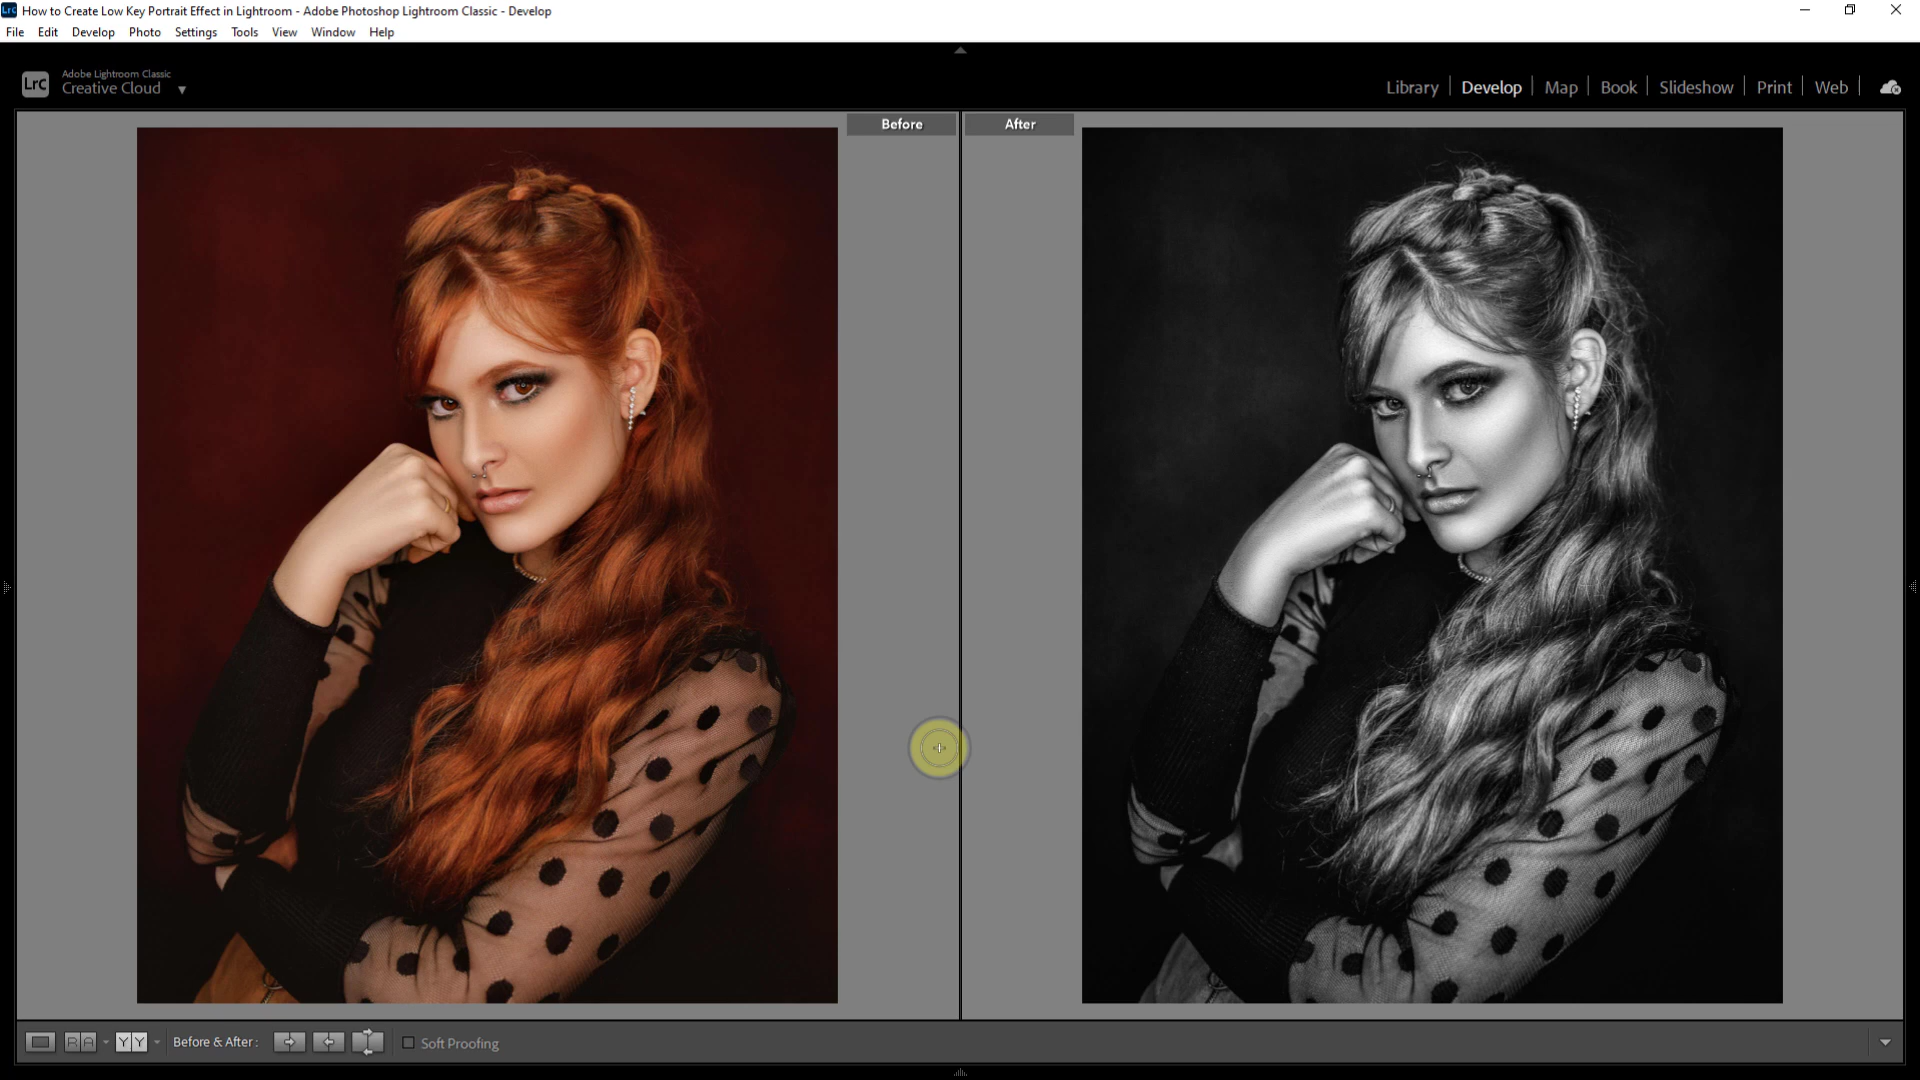 LrC How to Create Low Key Portrait Effect in Lightroom - Adobe Photoshop Lightroom Classic - Develop
File Edit Develop Photo Settings Tools View Window Help
LrC Adobe Lightroom Classic
Creative Cloud
Library Develop Map Book Slideshow Print Web
Before After
R A Y Y Before & After : Soft Proofing